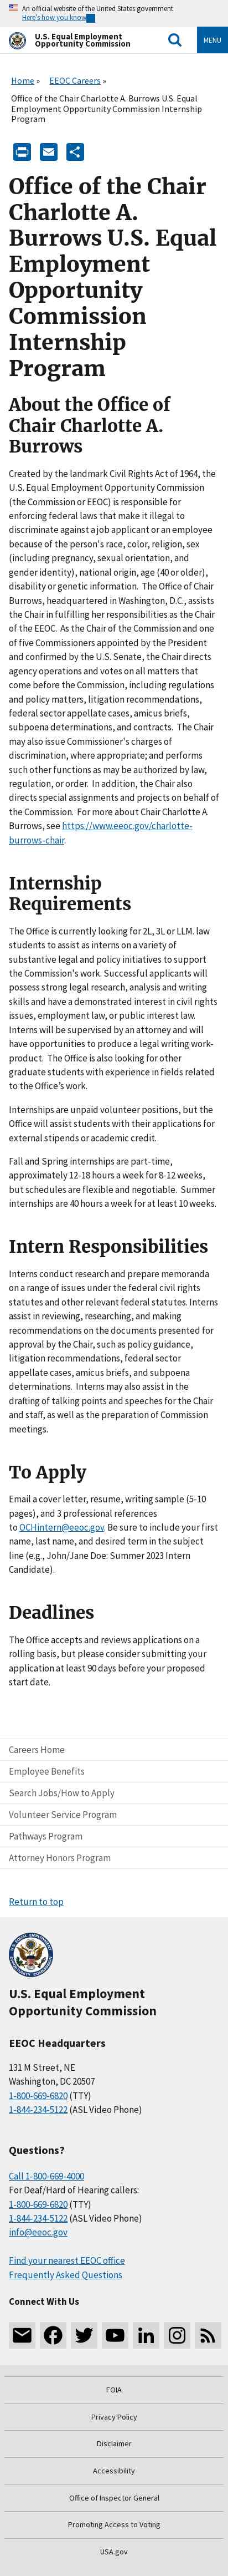 An official website of the United States government
Here's how you know
U.S. Equal Employment
Opportunity Commission
MENU
Home » EEOC Careers »
Office of the Chair Charlotte A. Burrows U.S. Equal
Employment Opportunity Commission Internship
Program
Office of the Chair
Charlotte A.
Burrows U.S. Equal
Employment
Opportunity
Commission
Internship
Program
About the Office of
Chair Charlotte A.
Burrows
Created by the landmark Civil Rights Act of 1964, the
U.S. Equal Employment Opportunity Commission
(the Commission or EEOC) is responsible for
enforcing federal laws that make it illegal to
discriminate against a job applicant or an employee
because of the person's race, color, religion, sex
(including pregnancy, sexual orientation, and
gender identity), national origin, age (40 or older),
disability or genetic information.  The Office of Chair
Burrows, headquartered in Washington, D.C., assists
the Chair in fulfilling her responsibilities as the Chair
of the EEOC.  As the Chair of the Commission and one
of five Commissioners appointed by the President
and confirmed by the U.S. Senate, the Chair directs
agency operations and votes on all matters that
come before the Commission, including regulations
and policy matters, litigation recommendations,
federal sector appellate cases, amicus briefs,
subpoena determinations, and contracts.  The Chair
may also issue Commissioner's charges of
discrimination where appropriate; and performs
such other functions as may be authorized by law,
regulation, or order.  In addition, the Chair also
directs special assignments and projects on behalf of
the Commission.  For more about Chair Charlotte A.
Burrows, see https://www.eeoc.gov/charlotte-
burrows-chair.
Internship
Requirements
The Office is currently looking for 2L, 3L or LLM. law
students to assist as interns on a variety of
substantive legal and policy initiatives to support
the Commission's work. Successful applicants will
possess strong legal research, analysis and writing
skills and have a demonstrated interest in civil rights
issues, employment law, or public interest law.
Interns will be supervised by an attorney and will
have other opportunities to help produce legal work-
product.  The Office is also looking for other
graduate level students, with experience in fields
related to the Office's work.
Internships are unpaid volunteer positions, but the
Office will assist students with their applications for
external stipends or academic credit.
Fall and Spring internships are part-time,
approximately 12-18 hours a week for 8-12 weeks,
but schedules are flexible and negotiable.  Summer
internships are 40 hours a week for at least 10 weeks.
Intern Responsibilities
Interns conduct research and prepare memoranda
on a range of issues under the federal civil rights
statutes and other relevant federal statutes. Interns
assist in reviewing, researching, and making
recommendations on the documents proposed for
approval by the Chair, such as policy guidance,
litigation recommendations, federal sector
appellate cases, amicus briefs, and subpoena
determinations.  Interns may also assist in the
drafting of talking points and speeches for the Chair
and staff, as well as the preparation of Commission
meetings.
To Apply
Email a cover letter, resume, writing sample (5-10
pages), and 3 professional references
to OCHintern@eeoc.gov. Be sure to include your first
name, last name, and desired term in the subject
line (e.g., John/Jane Doe: Summer 2023 Intern
Candidate).
Deadlines
The Office accepts and reviews applications on a
rolling basis, but please consider submitting your
application at least 90 days before your proposed
start date.
Careers Home
Employee Benefits
Search Jobs/How to Apply
Volunteer Service Program
Pathways Program
Attorney Honors Program
Return to top
U.S. Equal Employment
Opportunity Commission
EEOC Headquarters
131 M Street, NE
Washington, DC 20507
1-800-669-6820 (TTY)
1-844-234-5122 (ASL Video Phone)
Questions?
Call 1-800-669-4000
For Deaf/Hard of Hearing callers:
1-800-669-6820 (TTY)
1-844-234-5122 (ASL Video Phone)
info@eeoc.gov
Find your nearest EEOC office
Frequently Asked Questions
Connect With Us
FOIA
Privacy Policy
Disclaimer
Accessibility
Office of Inspector General
Promoting Access to Voting
USA.gov